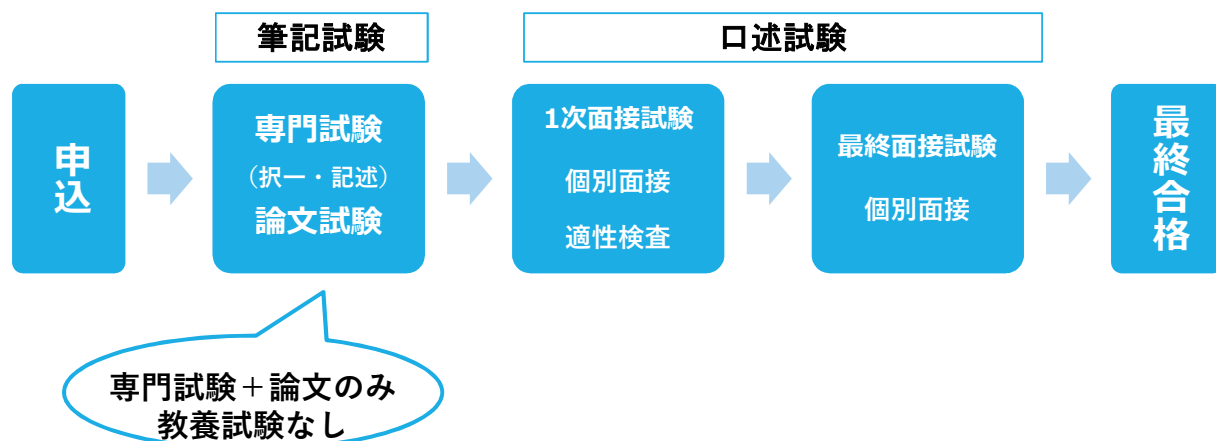 筆記試験
口述試験
申込
専門試験
（択一・記述）
論文試験
1次面接試験
個別面接
適性検査
最終面接試験
個別面接
最終合格
専門試験＋論文のみ
教養試験なし